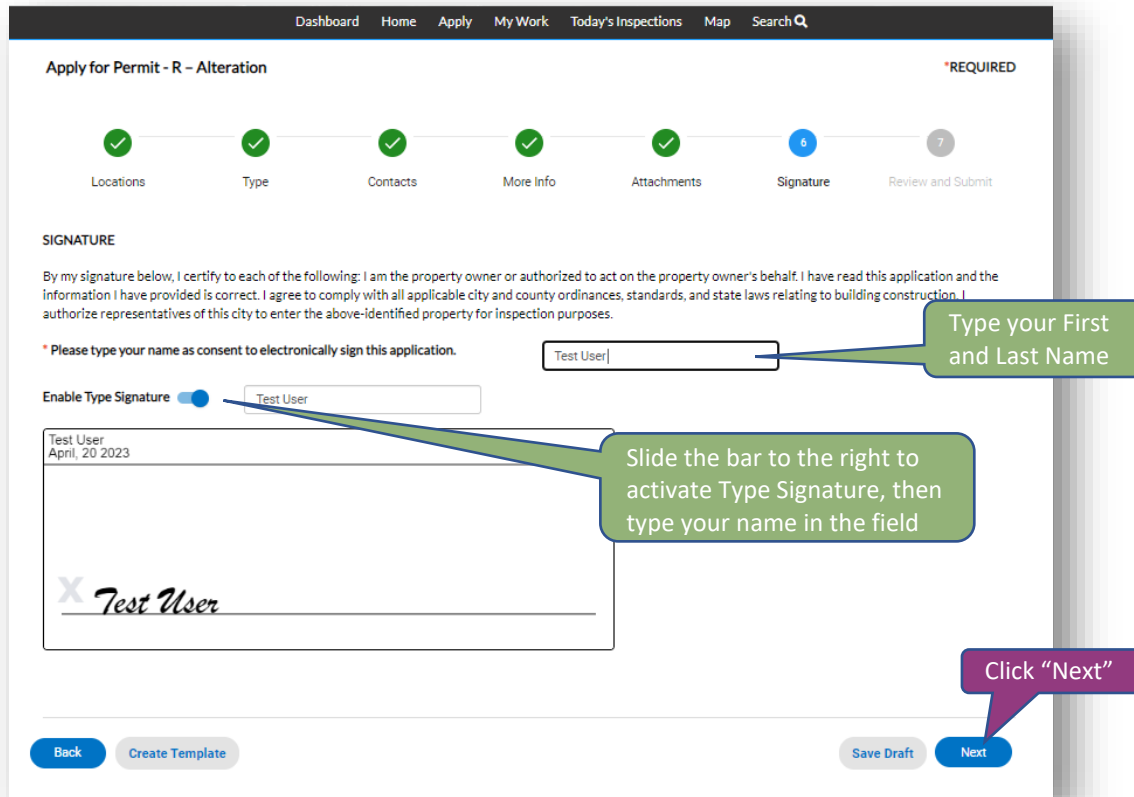 Dashboard Home Apply My Work Today's Inspections Map Search
Apply for Permit - R – Alteration
*REQUIRED
6
7
Locations Type Contacts More Info Attachments Signature Review and Submit
SIGNATURE
By my signature below, I certify to each of the following: I am the property owner or authorized to act on the property owner's behalf. I have read this application and the
information I have provided is correct. I agree to comply with all applicable city and county ordinances, standards, and state laws relating to building construction. I
authorize representatives of this city to enter the above-identified property for inspection purposes.
Type your First
and Last Name
* Please type your name as consent to electronically sign this application.
Test User
Enable Type Signature
Test User
Test User
April, 20 2023
Slide the bar to the right to
activate Type Signature, then
type your name in the field
X Test User
Click “Next”
Back Create Template Save Draft Next